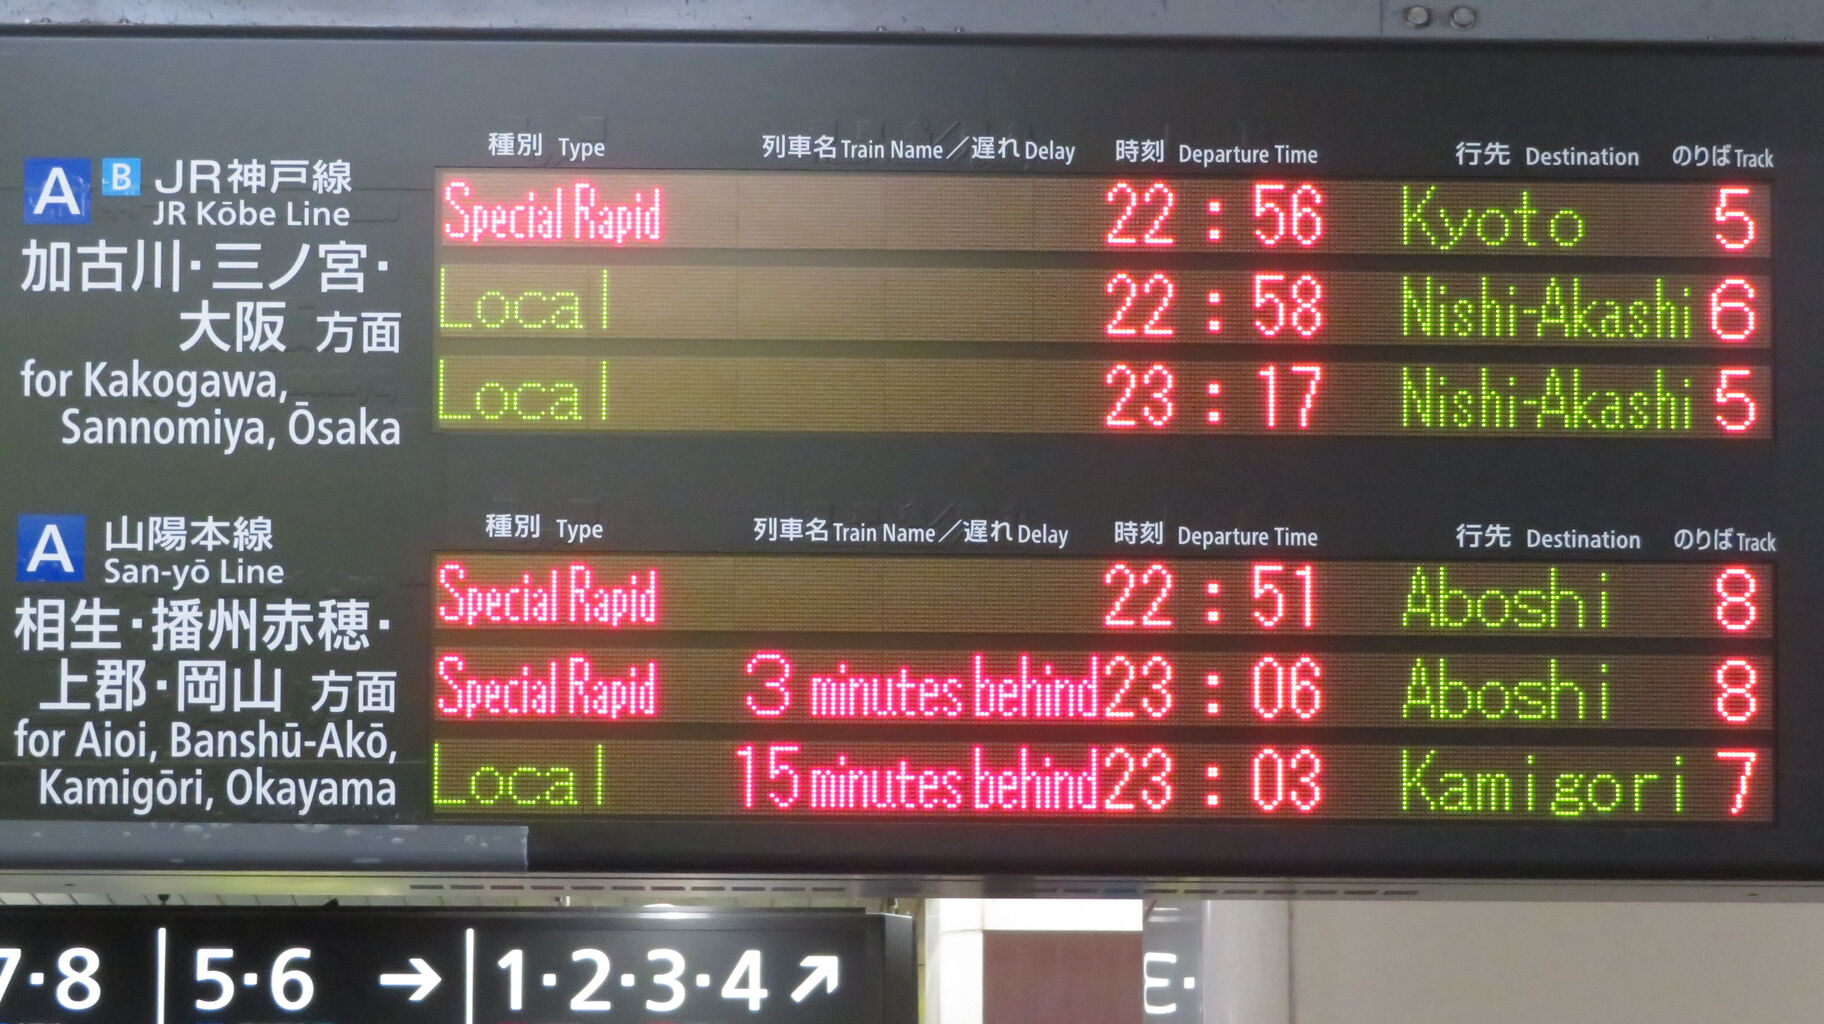 種別 Type 列車名 Train Name／遅れ Delay 時刻 Departure Time 行先 Destination のりば Track
A B JR神戸線
JR Kōbe Line
加古川・三ノ宮・
大阪 方面
for Kakogawa,
Sannomiya, Ōsaka
Special Rapid 22:56 Kyoto 5
Local 22:58 Nishi-Akashi 6
Local 23:17 Nishi-Akashi 5
種別 Type 列車名 Train Name／遅れ Delay 時刻 Departure Time 行先 Destination のりば Track
A 山陽本線
San-yō Line
相生・播州赤穂・
上郡・岡山 方面
for Aioi, Banshū-Akō,
Kamigōri, Okayama
Special Rapid 22:51 Aboshi 8
Special Rapid 3 minutes behind 23:06 Aboshi 8
Local 15 minutes behind 23:03 Kamigori 7
7・8 5・6 → 1・2・3・4 ↗